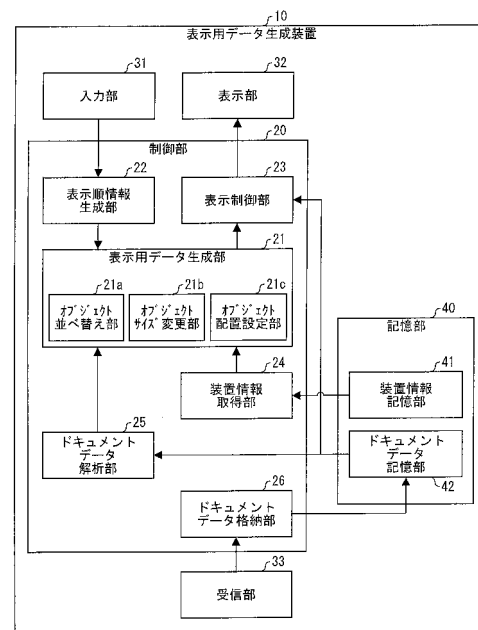 10
表示用データ生成装置
31
入力部
32
表示部
20
制御部
22
表示順情報
生成部
23
表示制御部
21
表示用データ生成部
21a
オブジェクト
並べ替え部
21b
オブジェクト
サイズ変更部
21c
オブジェクト
配置設定部
40
記憶部
24
装置情報
取得部
41
装置情報
記憶部
25
ドキュメント
データ
解析部
ドキュメント
データ
記憶部
42
26
ドキュメント
データ格納部
33
受信部